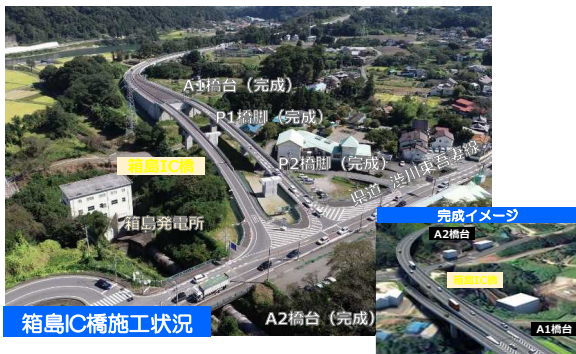 A1橋台（完成）
P1橋脚（完成）
箱島IC橋
P2橋脚（完成）
県道 渋川東吾妻線
箱島発電所
A2橋台（完成）
箱島IC橋施工状況
完成イメージ
A2橋台
箱島IC橋
A1橋台